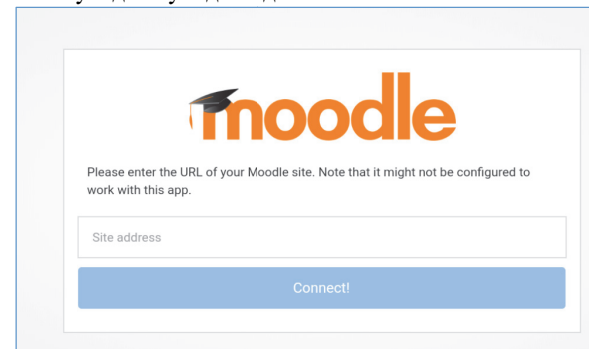 moodle
Please enter the URL of your Moodle site. Note that it might not be configured to
work with this app.
Site address
Connect!